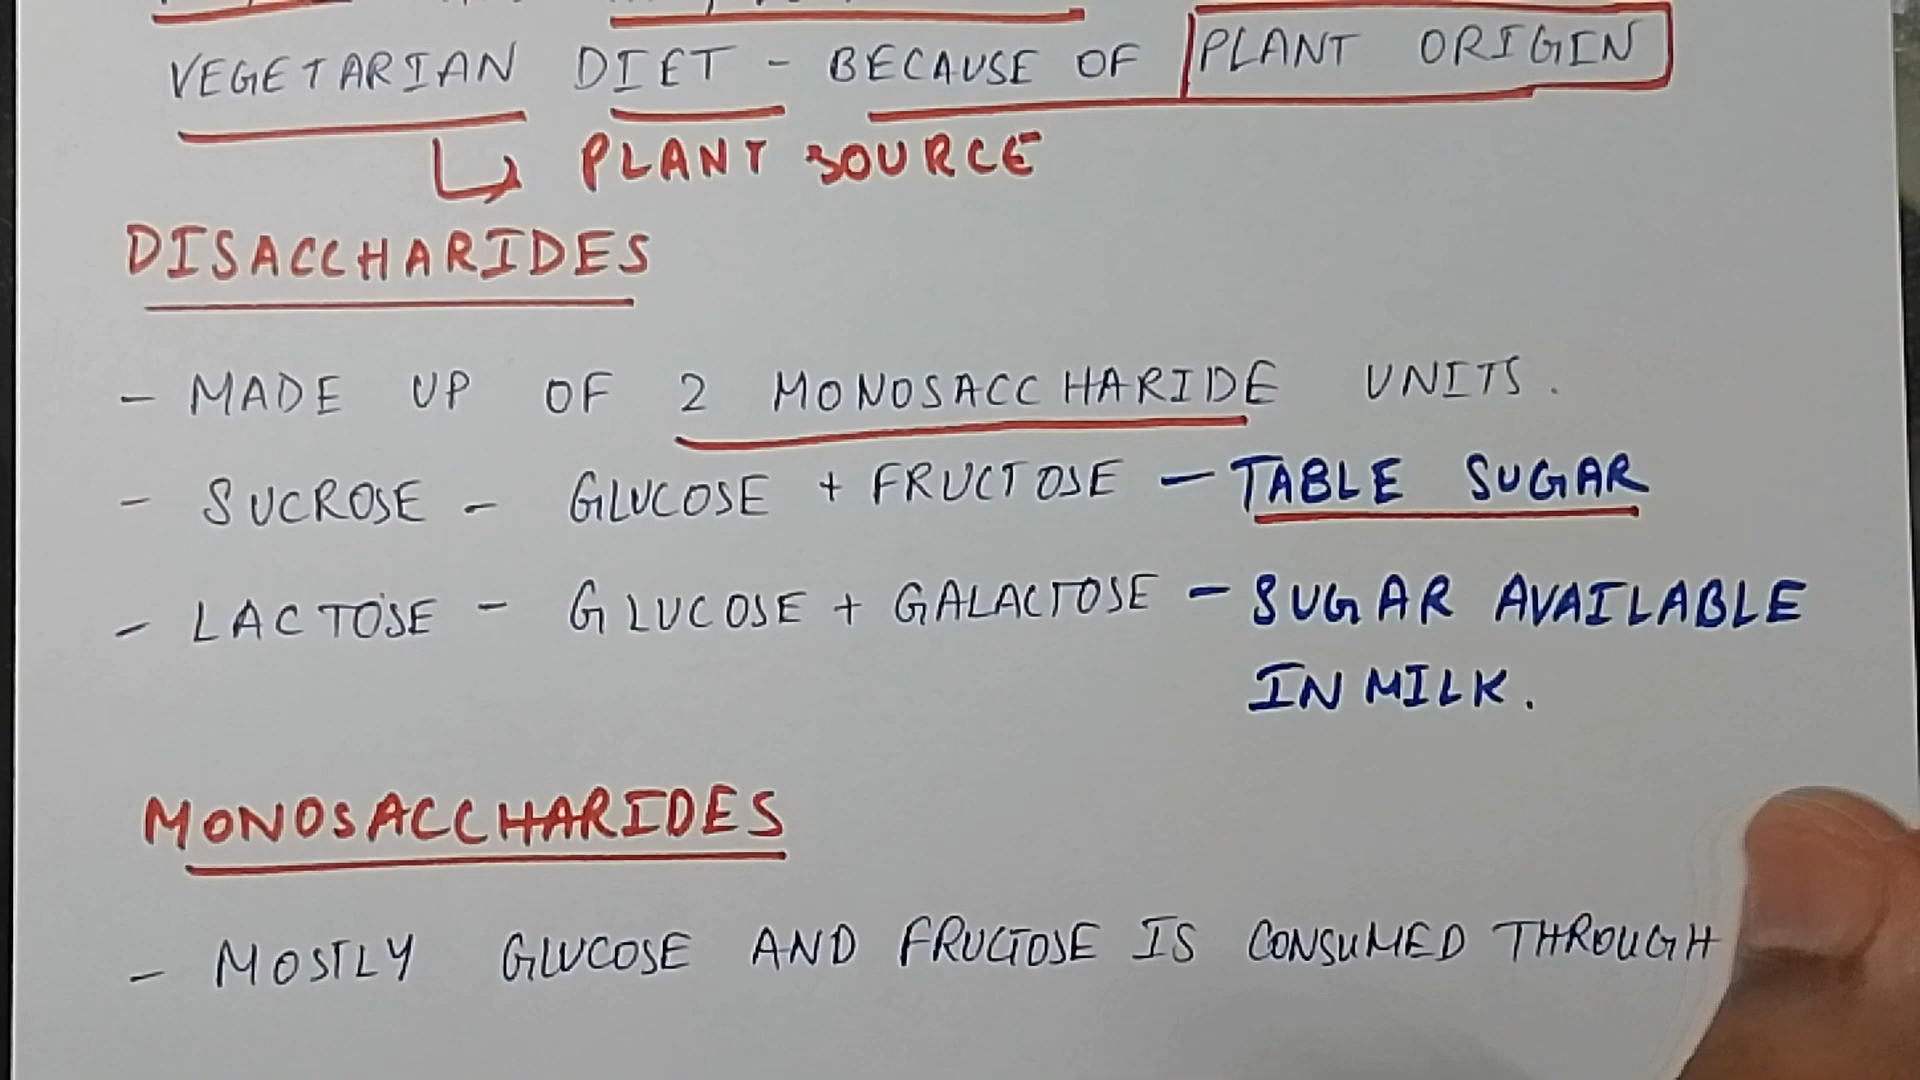 VEGETARIAN DIET - BECAUSE OF PLANT ORIGIN
PLANT SOURCE
DISACCHARIDES
- MADE UP OF 2 MONOSACCHARIDE UNITS.
- SUCROSE - GLUCOSE + FRUCTOSE - TABLE SUGAR
- LACTOSE - GLUCOSE + GALACTOSE - SUGAR AVAILABLE
IN MILK.
MONOSACCHARIDES
- MOSTLY GLUCOSE AND FRUCTOSE IS CONSUMED THROUGH